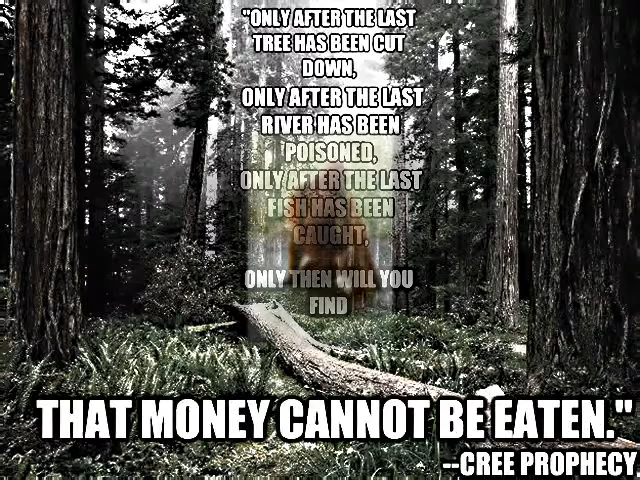 "ONLY AFTER THE LAST
TREE HAS BEEN CUT
DOWN,
ONLY AFTER THE LAST
RIVER HAS BEEN
POISONED,
ONLY AFTER THE LAST
FISH HAS BEEN
CAUGHT,
ONLY THEN WILL YOU
FIND
THAT MONEY CANNOT BE EATEN."
--CREE PROPHECY